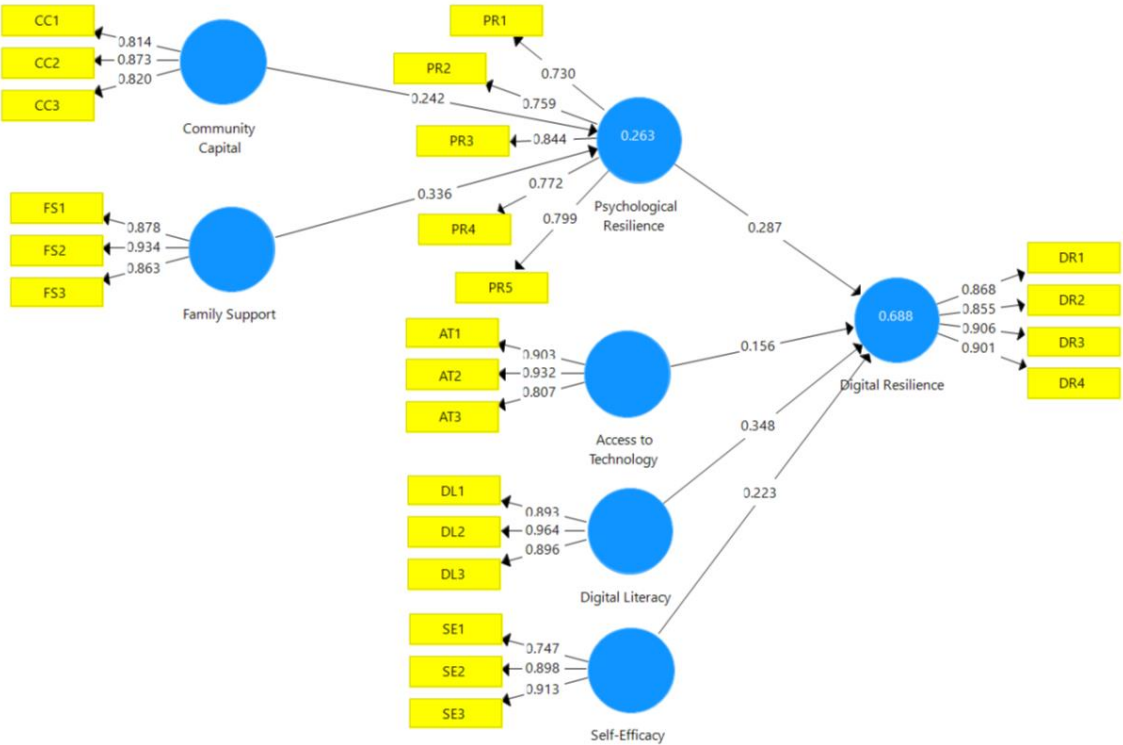 CC1
0.814
CC2
0.873
CC3
0.820
Community
Capital
0.242
FS1
0.878
FS2
0.934
FS3
0.863
Family Support
0.336
PR1
0.730
PR2
0.759
PR3
0.844
PR4
0.772
PR5
0.799
0.263
Psychological
Resilience
0.287
AT1
0.903
AT2
0.932
AT3
0.807
Access to
Technology
0.156
DL1
0.893
DL2
0.964
DL3
0.896
Digital Literacy
0.348
SE1
0.747
SE2
0.898
SE3
0.913
Self-Efficacy
0.223
0.688
Digital Resilience
DR1
0.868
DR2
0.855
DR3
0.906
DR4
0.901